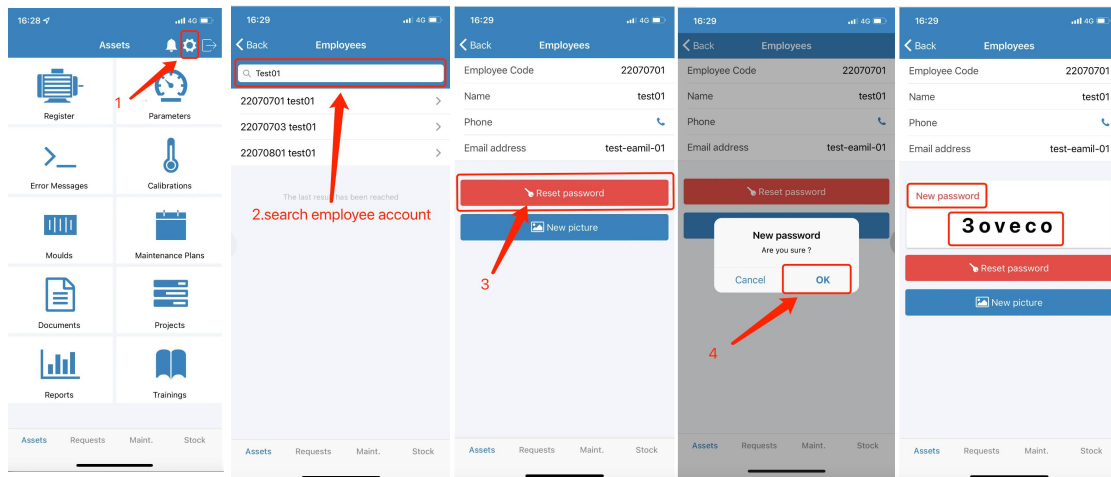 16:28
4G
Assets
1
Register
Parameters
Error Messages
Calibrations
Moulds
Maintenance Plans
Documents
Projects
Reports
Trainings
Assets Requests Maint. Stock
16:29
4G
Back Employees
Test01
22070701 test01
22070703 test01
22070801 test01
The last result has been reached
2.search employee account
Assets Requests Maint. Stock
16:29
4G
Back Employees
Employee Code 22070701
Name test01
Phone
Email address test-eamil-01
Reset password
New picture
3
Assets Requests Maint. Stock
16:29
4G
Back Employees
Employee Code 22070701
Name test01
Phone
Email address test-eamil-01
Reset password
New password
Are you sure ?
Cancel OK
4
Assets Requests Maint. Stock
16:29
4G
Back Employees
Employee Code 22070701
Name test01
Phone
Email address test-eamil-01
New password
3oveco
Reset password
New picture
Assets Requests Maint. Stock